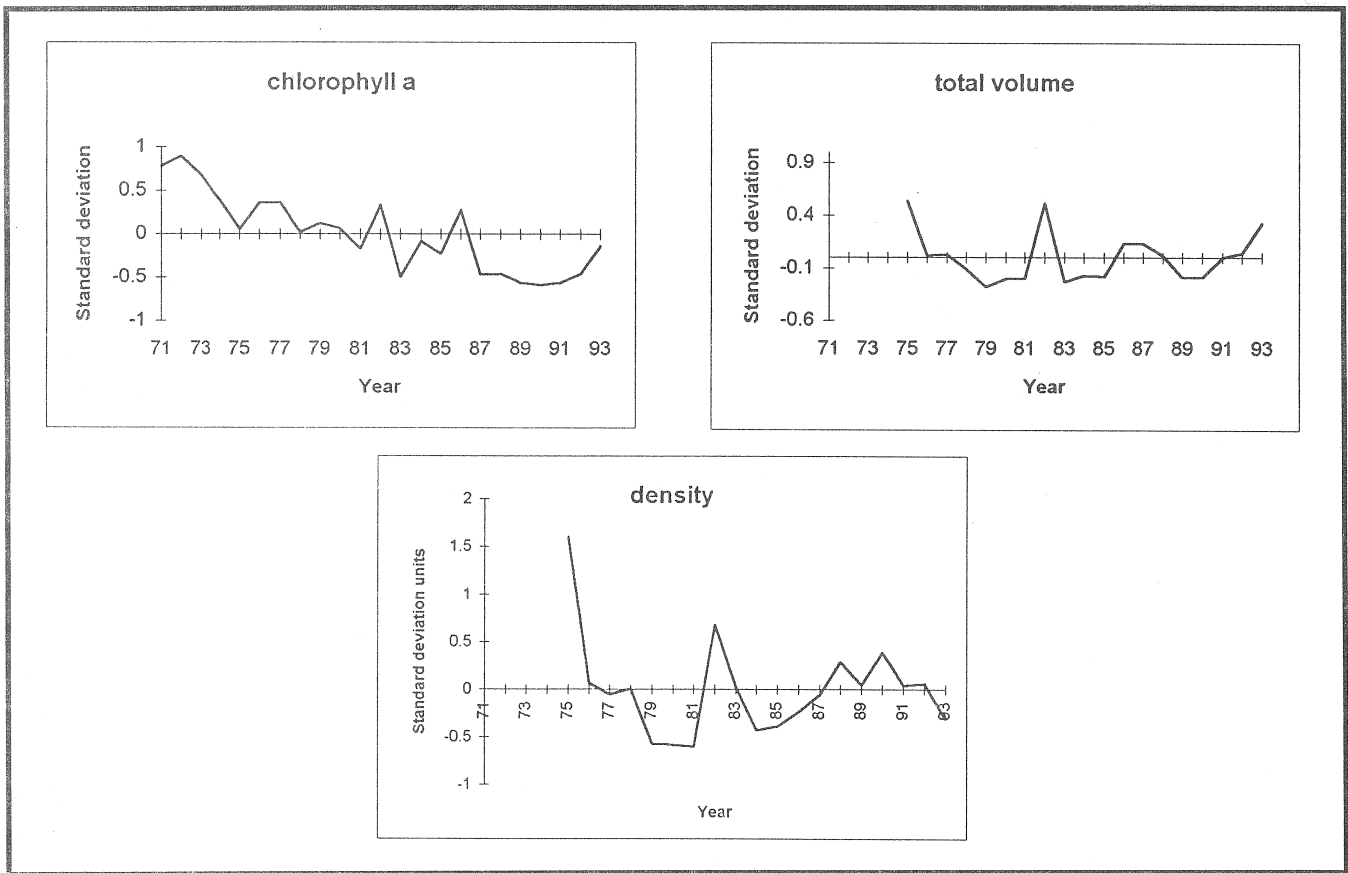 chlorophyll a
Standard deviation
1
0.5
0
-0.5
-1
71 73 75 77 79 81 83 85 87 89 91 93
Year
total volume
Standard deviation
0.9
0.4
-0.1
-0.6
71 73 75 77 79 81 83 85 87 89 91 93
Year
density
Standard deviation units
2
1.5
1
0.5
0
-0.5
-1
71 73 75 77 79 81 83 85 87 89 91 93
Year